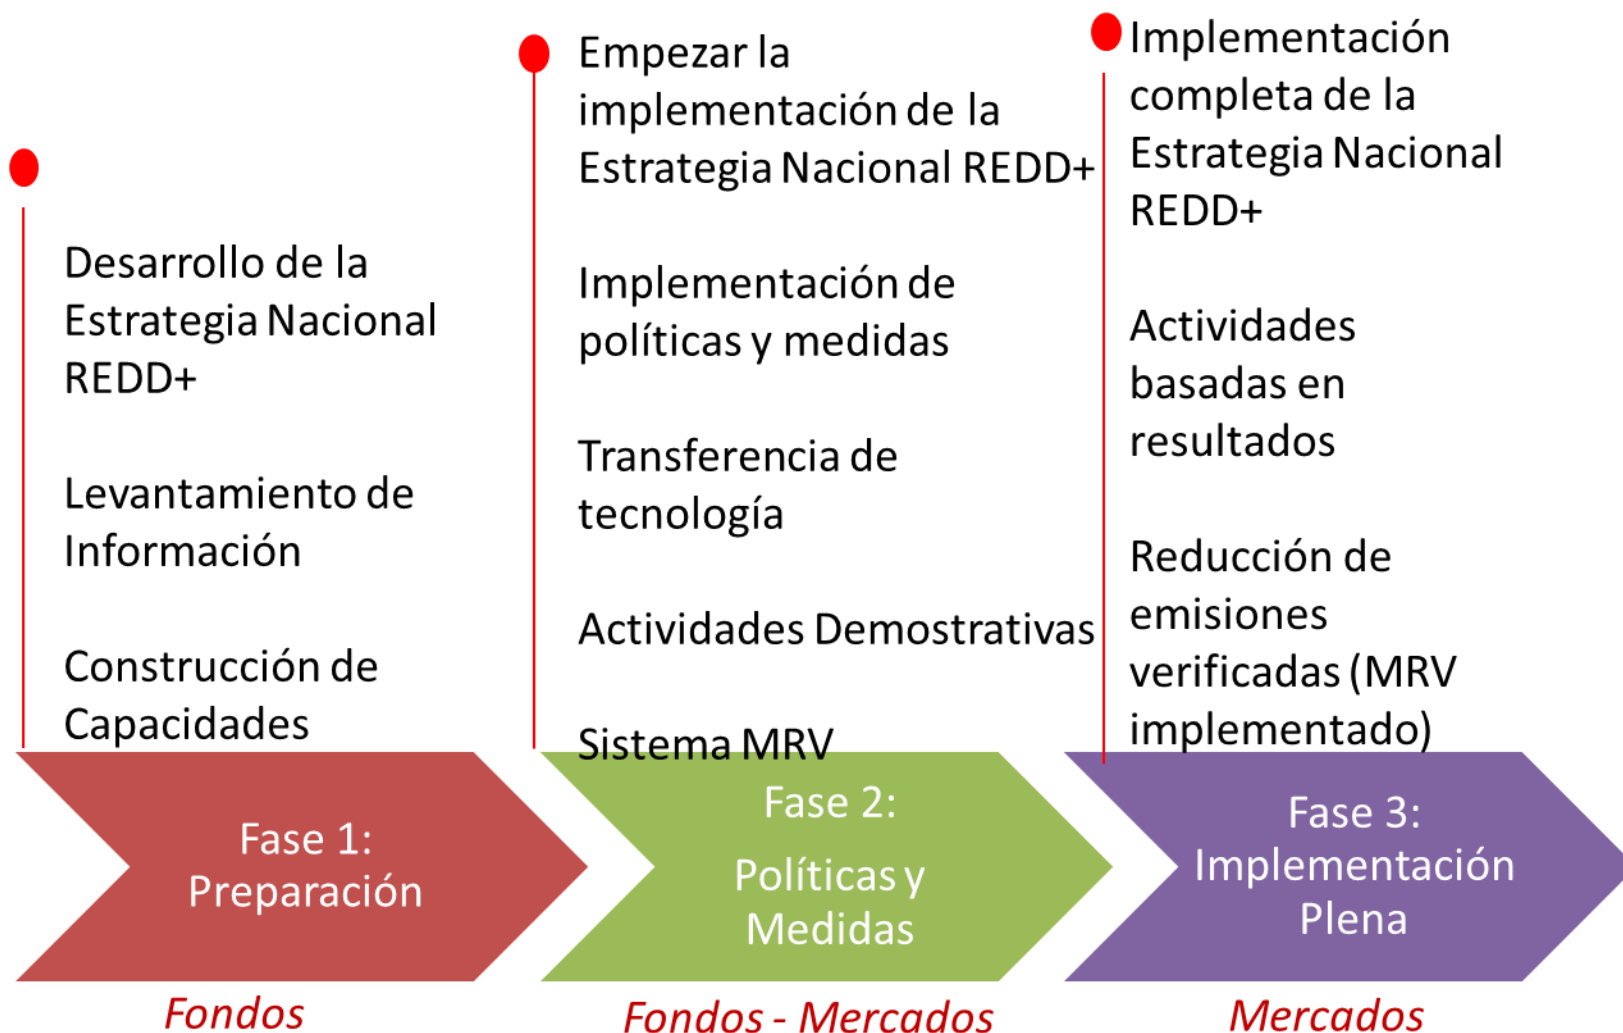 Desarrollo de la
Estrategia Nacional
REDD+
Levantamiento de
Información
Construcción de
Capacidades
Fase 1:
Preparación
Fondos
Empezar la
implementación de la
Estrategia Nacional REDD+
Implementación de
políticas y medidas
Transferencia de
tecnología
Actividades Demostrativas
Sistema MRV
Fase 2:
Políticas y
Medidas
Fondos - Mercados
Implementación
completa de la
Estrategia Nacional
REDD+
Actividades
basadas en
resultados
Reducción de
emisiones
verificadas (MRV
implementado)
Fase 3:
Implementación
Plena
Mercados